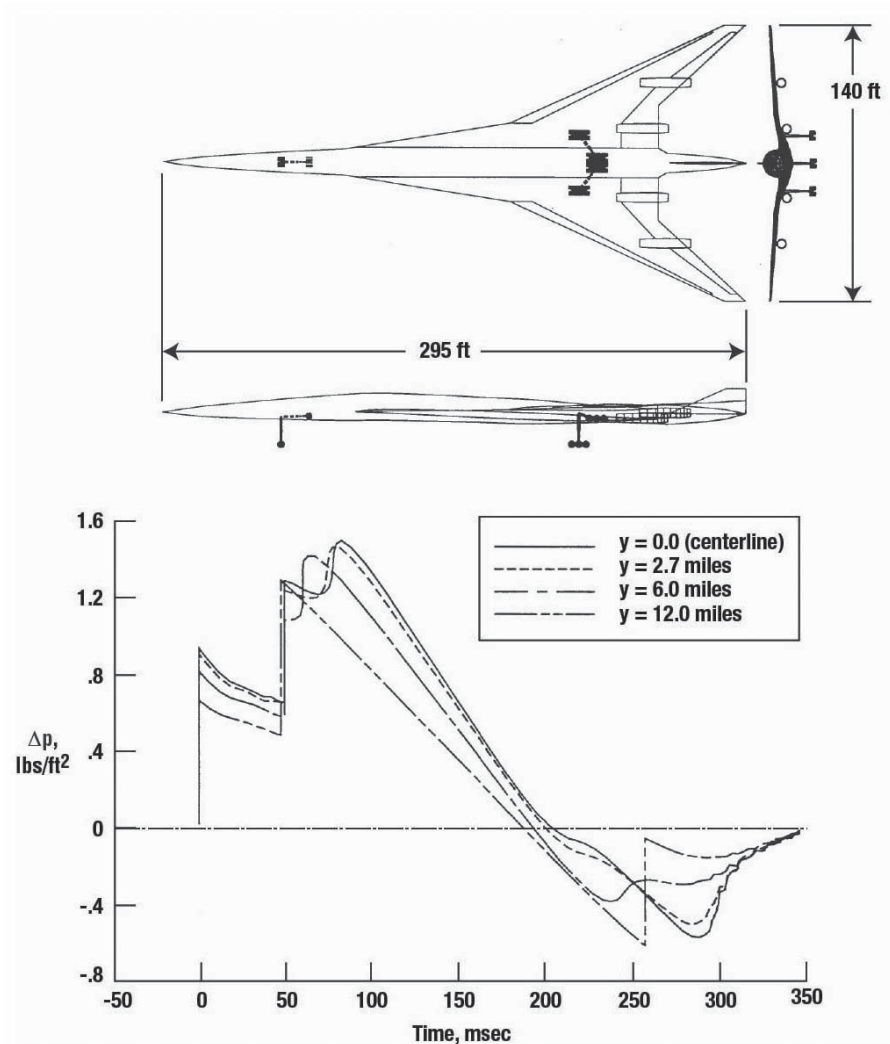 140 ft
295 ft
1.6
1.2
.8
.4
0
-.4
-.8
Δp,
lbs/ft²
y = 0.0 (centerline)
y = 2.7 miles
y = 6.0 miles
y = 12.0 miles
-50 0 50 100 150 200 250 300 350
Time, msec